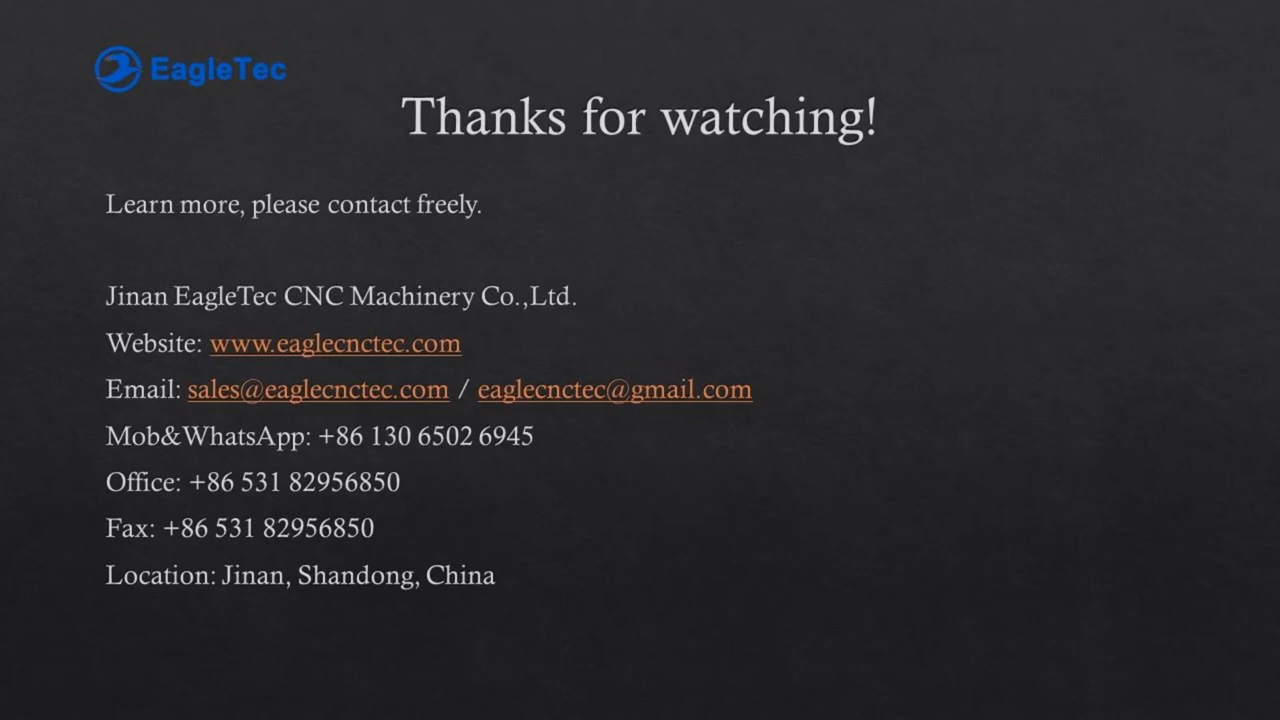 EagleTec
Thanks for watching!
Learn more, please contact freely.
Jinan EagleTec CNC Machinery Co.,Ltd.
Website: www.eaglecnctec.com
Email: sales@eaglecnctec.com / eaglecnctec@gmail.com
Mob&WhatsApp: +86 130 6502 6945
Office: +86 531 82956850
Fax: +86 531 82956850
Location: Jinan, Shandong, China